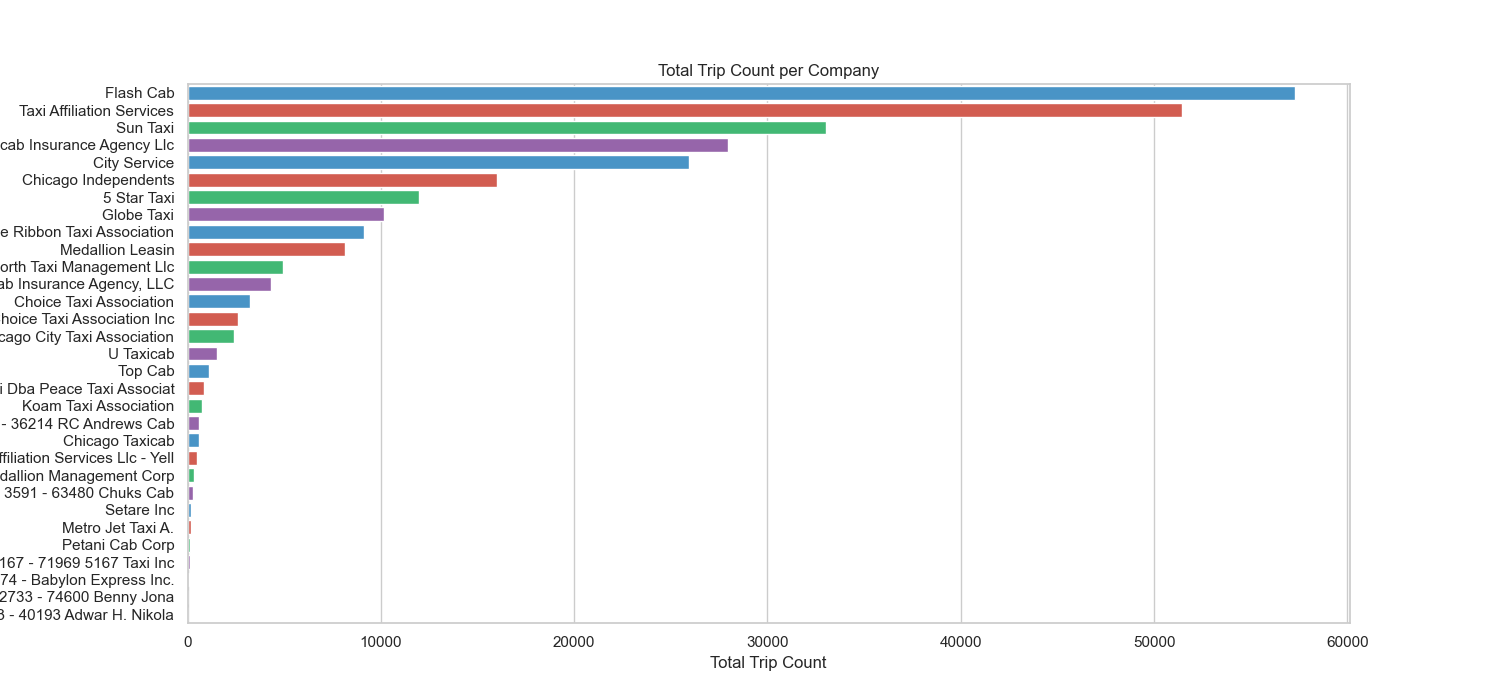 Total Trip Count per Company
Flash Cab
Taxi Affiliation Services
Sun Taxi
cab Insurance Agency Llc
City Service
Chicago Independents
5 Star Taxi
Globe Taxi
e Ribbon Taxi Association
Medallion Leasin
orth Taxi Management Llc
ab Insurance Agency, LLC
Choice Taxi Association
hoice Taxi Association Inc
cago City Taxi Association
U Taxicab
Top Cab
i Dba Peace Taxi Associat
Koam Taxi Association
- 36214 RC Andrews Cab
Chicago Taxicab
ffiliation Services Llc - Yell
dallion Management Corp
3591 - 63480 Chuks Cab
Setare Inc
Metro Jet Taxi A.
Petani Cab Corp
167 - 71969 5167 Taxi Inc
74 - Babylon Express Inc.
2733 - 74600 Benny Jona
3 - 40193 Adwar H. Nikola
0 10000 20000 30000 40000 50000 60000
Total Trip Count